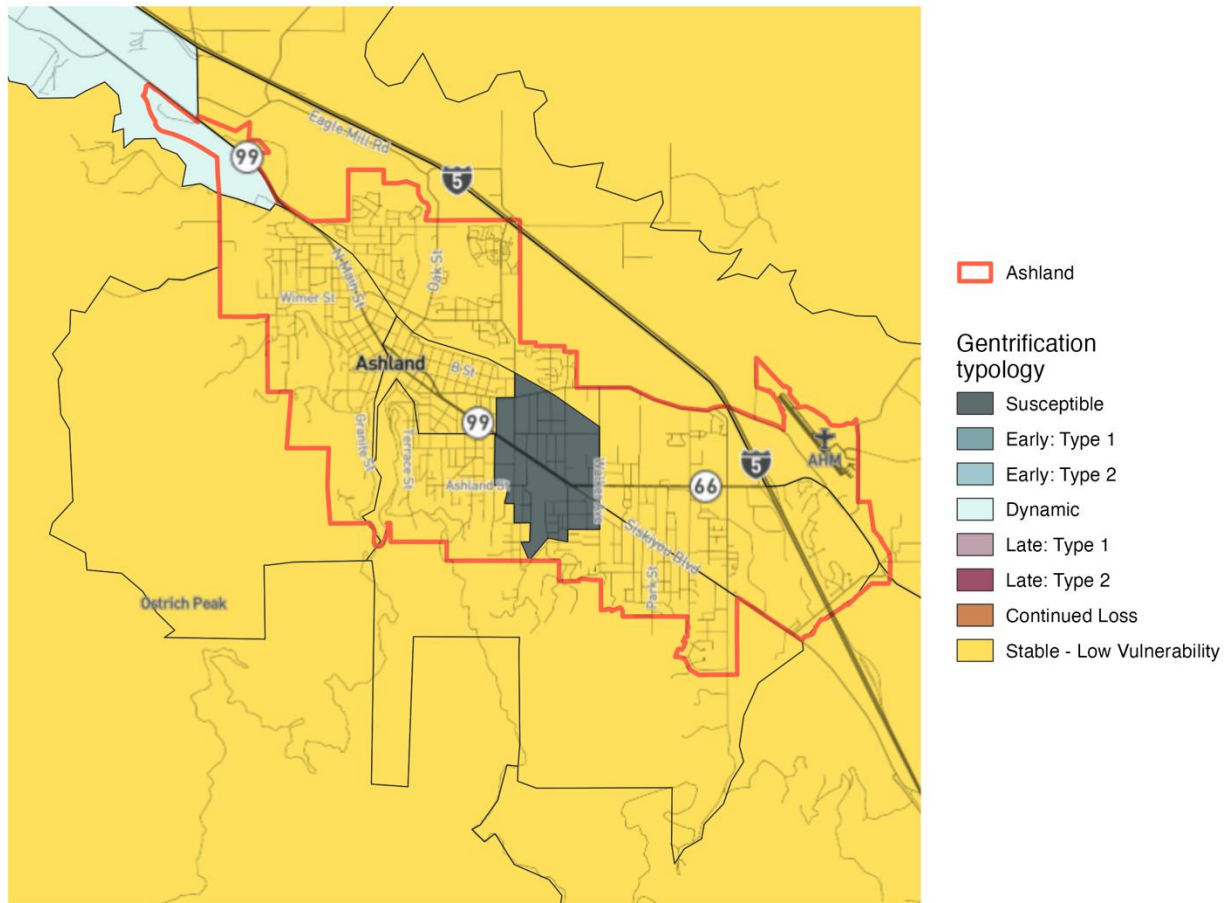 Eagle Mill Rd
99
5
N Main St
Oak St
Wimer St
Ashland
B St
99
Granite St
Terrace St
Ashland St
66
5
AHM
Siskiyou Blvd
Park St
Ostrich Peak
Ashland
Gentrification
typology
Susceptible
Early: Type 1
Early: Type 2
Dynamic
Late: Type 1
Late: Type 2
Continued Loss
Stable - Low Vulnerability